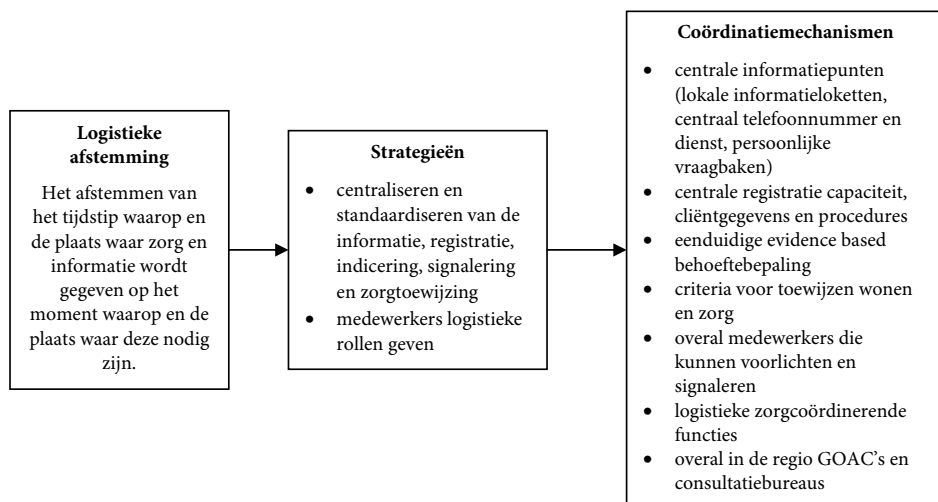 Logistieke
afstemming
Het afstemmen van
het tijdstip waarop en
de plaats waar zorg en
informatie wordt
gegeven op het
moment waarop en de
plaats waar deze nodig
zijn.
Strategieën
• centraliseren en
standaardiseren van de
informatie, registratie,
indicering, signalering
en zorgtoewijzing
• medewerkers logistieke
rollen geven
Coördinatiemechanismen
• centrale informatiepunten
(lokale informatieloketten,
centraal telefoonnummer en
dienst, persoonlijke
vraagbaken)
• centrale registratie capaciteit,
cliëntgegevens en procedures
• eenduidige evidence based
behoeftebepaling
• criteria voor toewijzen wonen
en zorg
• overal medewerkers die
kunnen voorlichten en
signaleren
• logistieke zorgcoördinerende
functies
• overal in de regio GOAC's en
consultatiebureaus